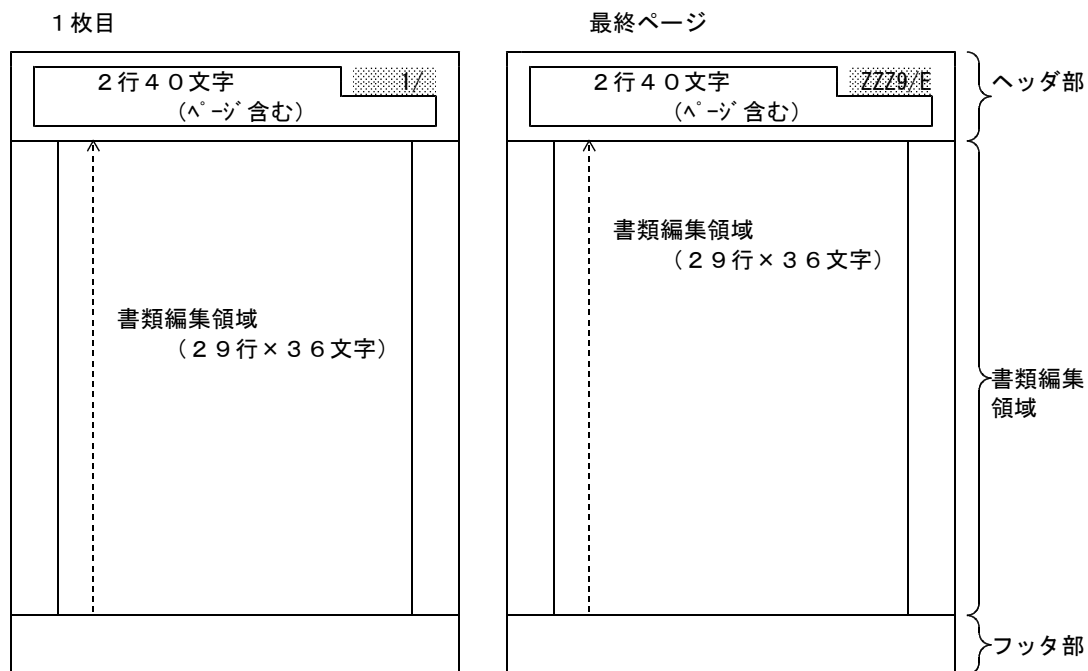 １枚目
２行４０文字
1/
(ﾍﾟｰｼﾞ含む)
書類編集領域
（２９行×３６文字）
最終ページ
２行４０文字
ZZZ9/E
(ﾍﾟｰｼﾞ含む)
書類編集領域
（２９行×３６文字）
ヘッダ部
書類編集
領域
フッタ部